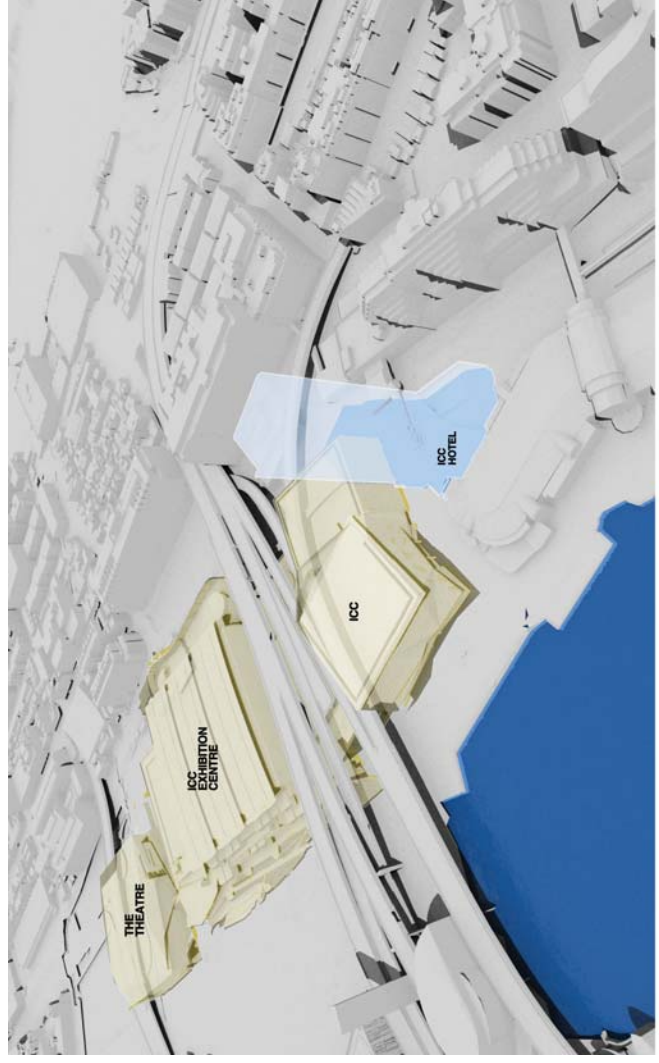 THE
THEATRE
ICC
EXHIBITION
CENTRE
ICC
ICC
HOTEL